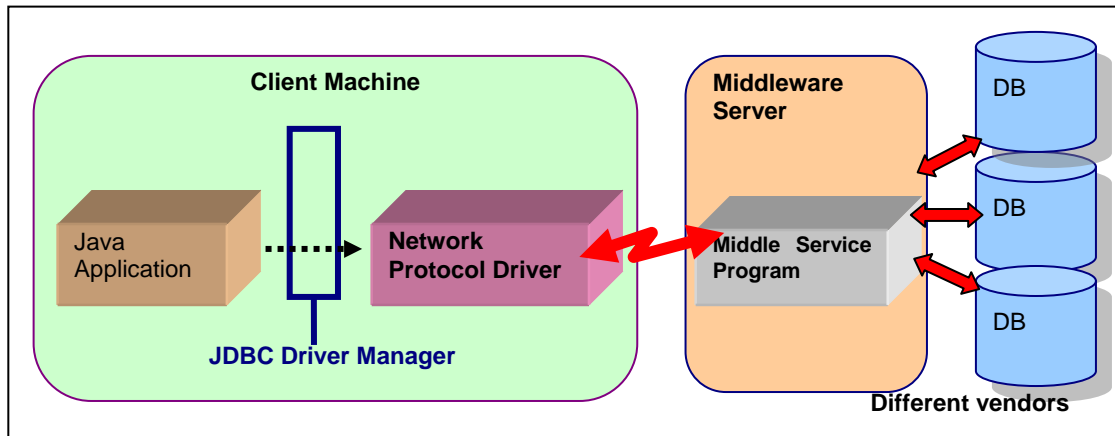 Client Machine
Java
Application
Network
Protocol Driver
JDBC Driver Manager
Middleware
Server
Middle Service
Program
DB
DB
DB
Different vendors